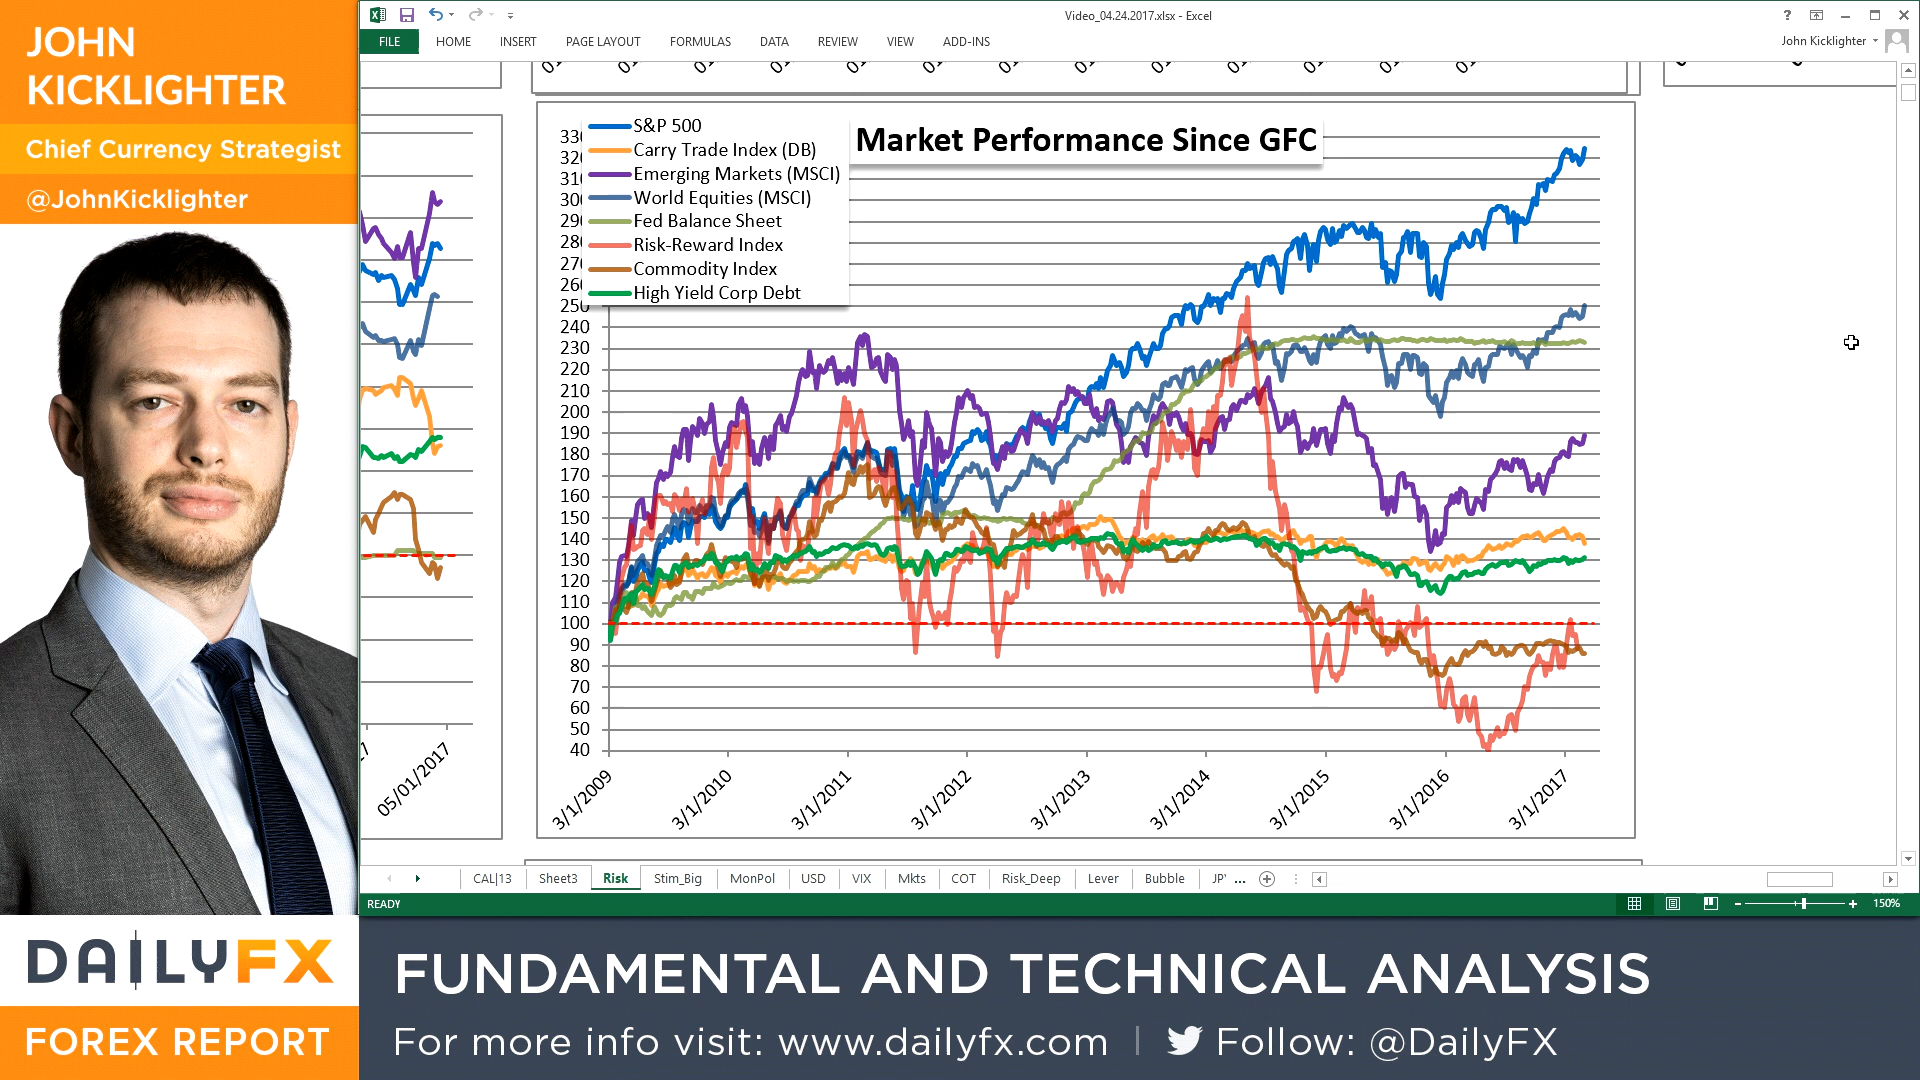 JOHN
KICKLIGHTER
Chief Currency Strategist
@JohnKicklighter
Video_04.24.2017.xlsx - Excel
FILE
HOME
INSERT
PAGE LAYOUT
FORMULAS
DATA
REVIEW
VIEW
ADD-INS
John Kicklighter
Market Performance Since GFC
S&P 500
Carry Trade Index (DB)
Emerging Markets (MSCI)
World Equities (MSCI)
Fed Balance Sheet
Risk-Reward Index
Commodity Index
High Yield Corp Debt
250
240
230
220
210
200
190
180
170
160
150
140
130
120
110
100
90
80
70
60
50
40
3/1/2009
3/1/2010
3/1/2011
3/1/2012
3/1/2013
3/1/2014
3/1/2015
3/1/2016
3/1/2017
05/01/2017
CAL|13
Sheet3
Risk
Stim_Big
MonPol
USD
VIX
Mkts
COT
Risk_Deep
Lever
Bubble
JP' ...
READY
150%
DAILYFX
FOREX REPORT
FUNDAMENTAL AND TECHNICAL ANALYSIS
For more info visit: www.dailyfx.com | Follow: @DailyFX